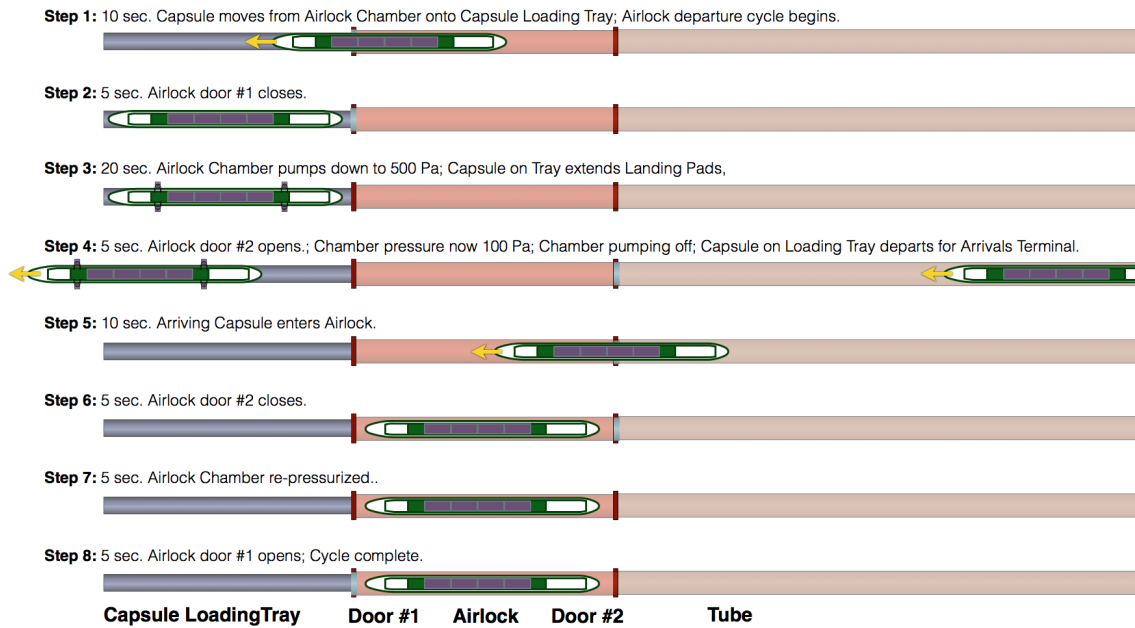 Step 1: 10 sec. Capsule moves from Airlock Chamber onto Capsule Loading Tray; Airlock departure cycle begins.
Step 2: 5 sec. Airlock door #1 closes.
Step 3: 20 sec. Airlock Chamber pumps down to 500 Pa; Capsule on Tray extends Landing Pads,
Step 4: 5 sec. Airlock door #2 opens.; Chamber pressure now 100 Pa; Chamber pumping off; Capsule on Loading Tray departs for Arrivals Terminal.
Step 5: 10 sec. Arriving Capsule enters Airlock.
Step 6: 5 sec. Airlock door #2 closes.
Step 7: 5 sec. Airlock Chamber re-pressurized..
Step 8: 5 sec. Airlock door #1 opens; Cycle complete.
Capsule LoadingTray Door #1 Airlock Door #2 Tube